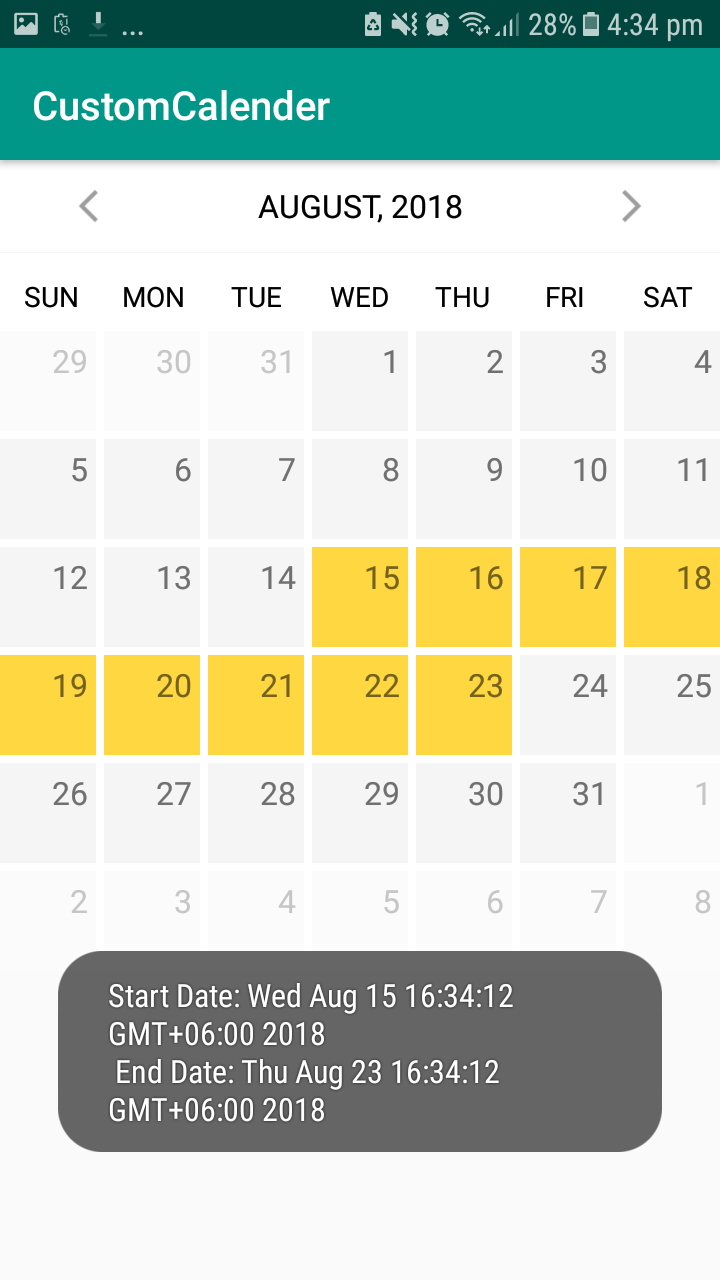 ... 28% 4:34 pm
CustomCalender
AUGUST, 2018
SUN MON TUE WED THU FRI SAT
29 30 31 1 2 3 4
5 6 7 8 9 10 11
12 13 14 15 16 17 18
19 20 21 22 23 24 25
26 27 28 29 30 31 1
2 3 4 5 6 7 8
Start Date: Wed Aug 15 16:34:12
GMT+06:00 2018
End Date: Thu Aug 23 16:34:12
GMT+06:00 2018